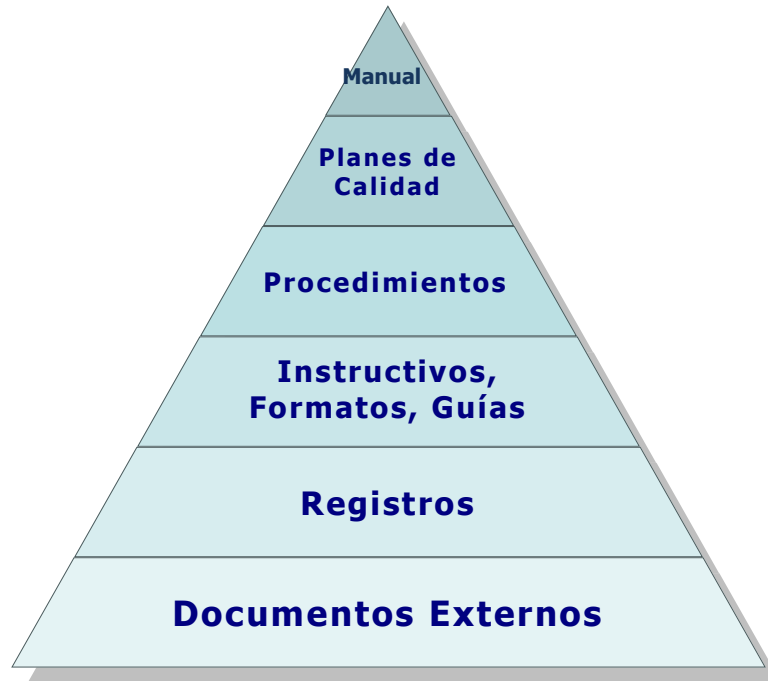 Manual
Planes de
Calidad
Procedimientos
Instructivos,
Formatos, Guías
Registros
Documentos Externos